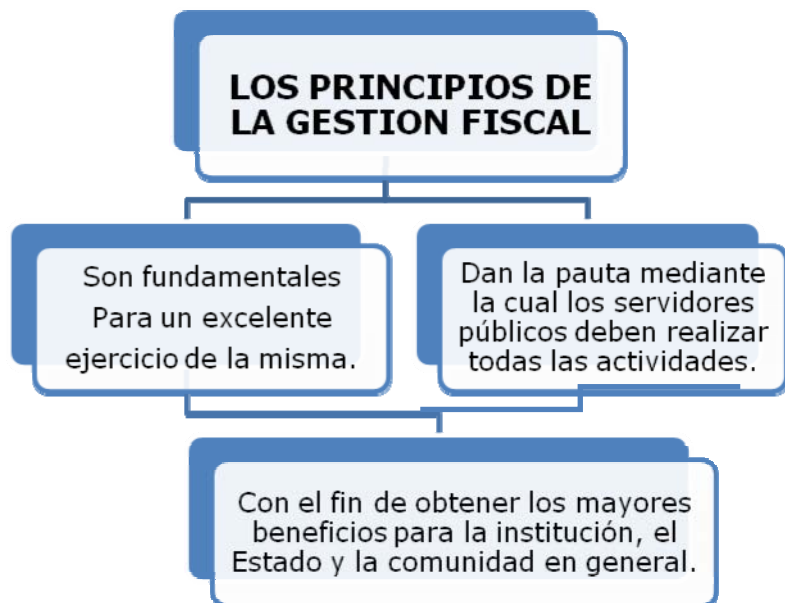 LOS PRINCIPIOS DE
LA GESTION FISCAL
Son fundamentales
Para un excelente
ejercicio de la misma.
Dan la pauta mediante
la cual los servidores
públicos deben realizar
todas las actividades.
Con el fin de obtener los mayores
beneficios para la institución, el
Estado y la comunidad en general.